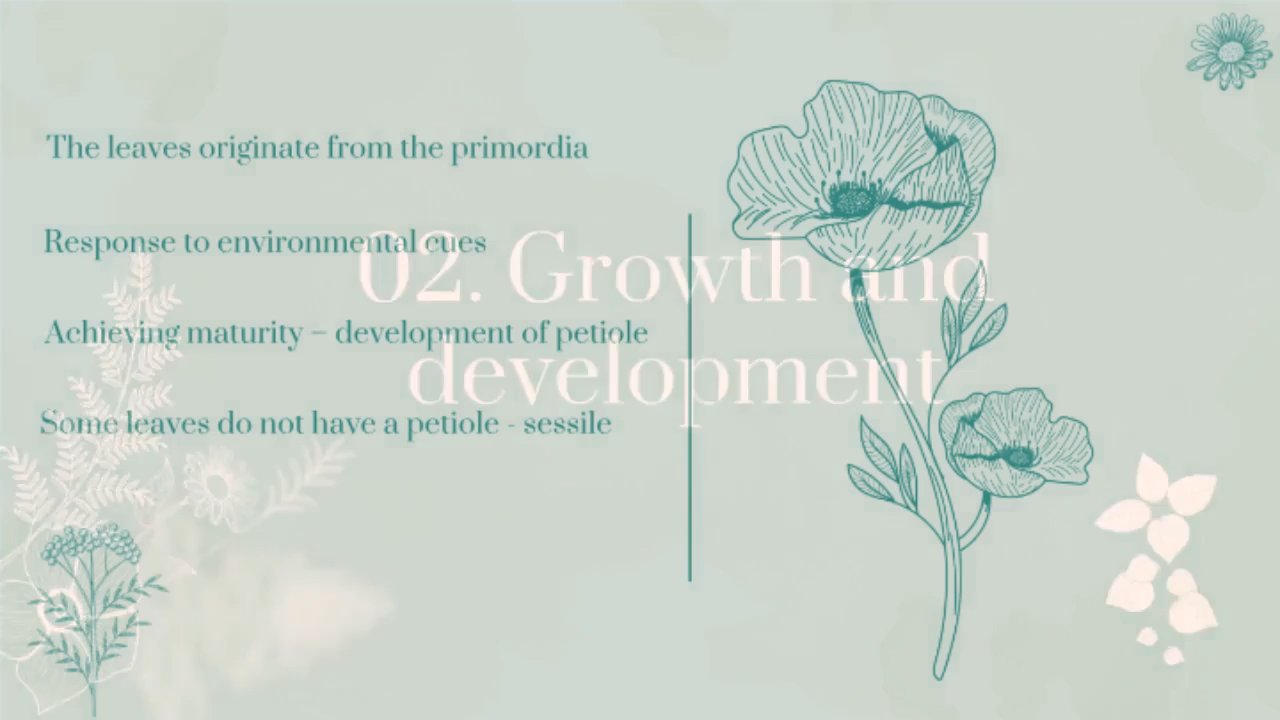 The leaves originate from the primordia
Response to environmental cues
Achieving maturity – development of petiole
Some leaves do not have a petiole - sessile
02. Growth and
development